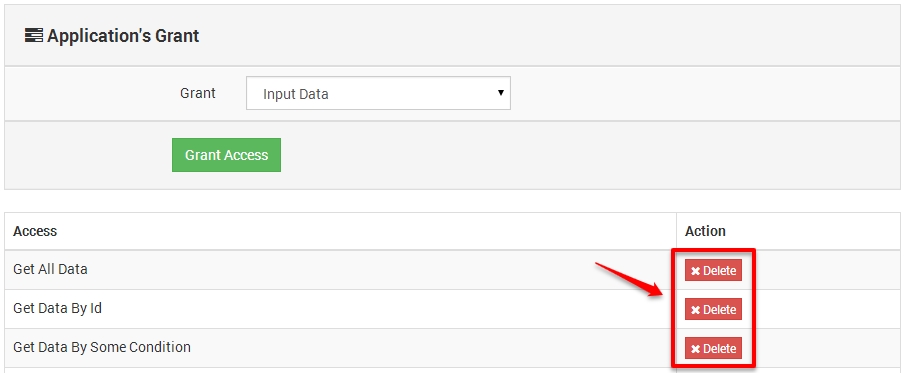 Application's Grant
Grant Input Data
Grant Access
Access Action
Get All Data Delete
Get Data By Id Delete
Get Data By Some Condition Delete